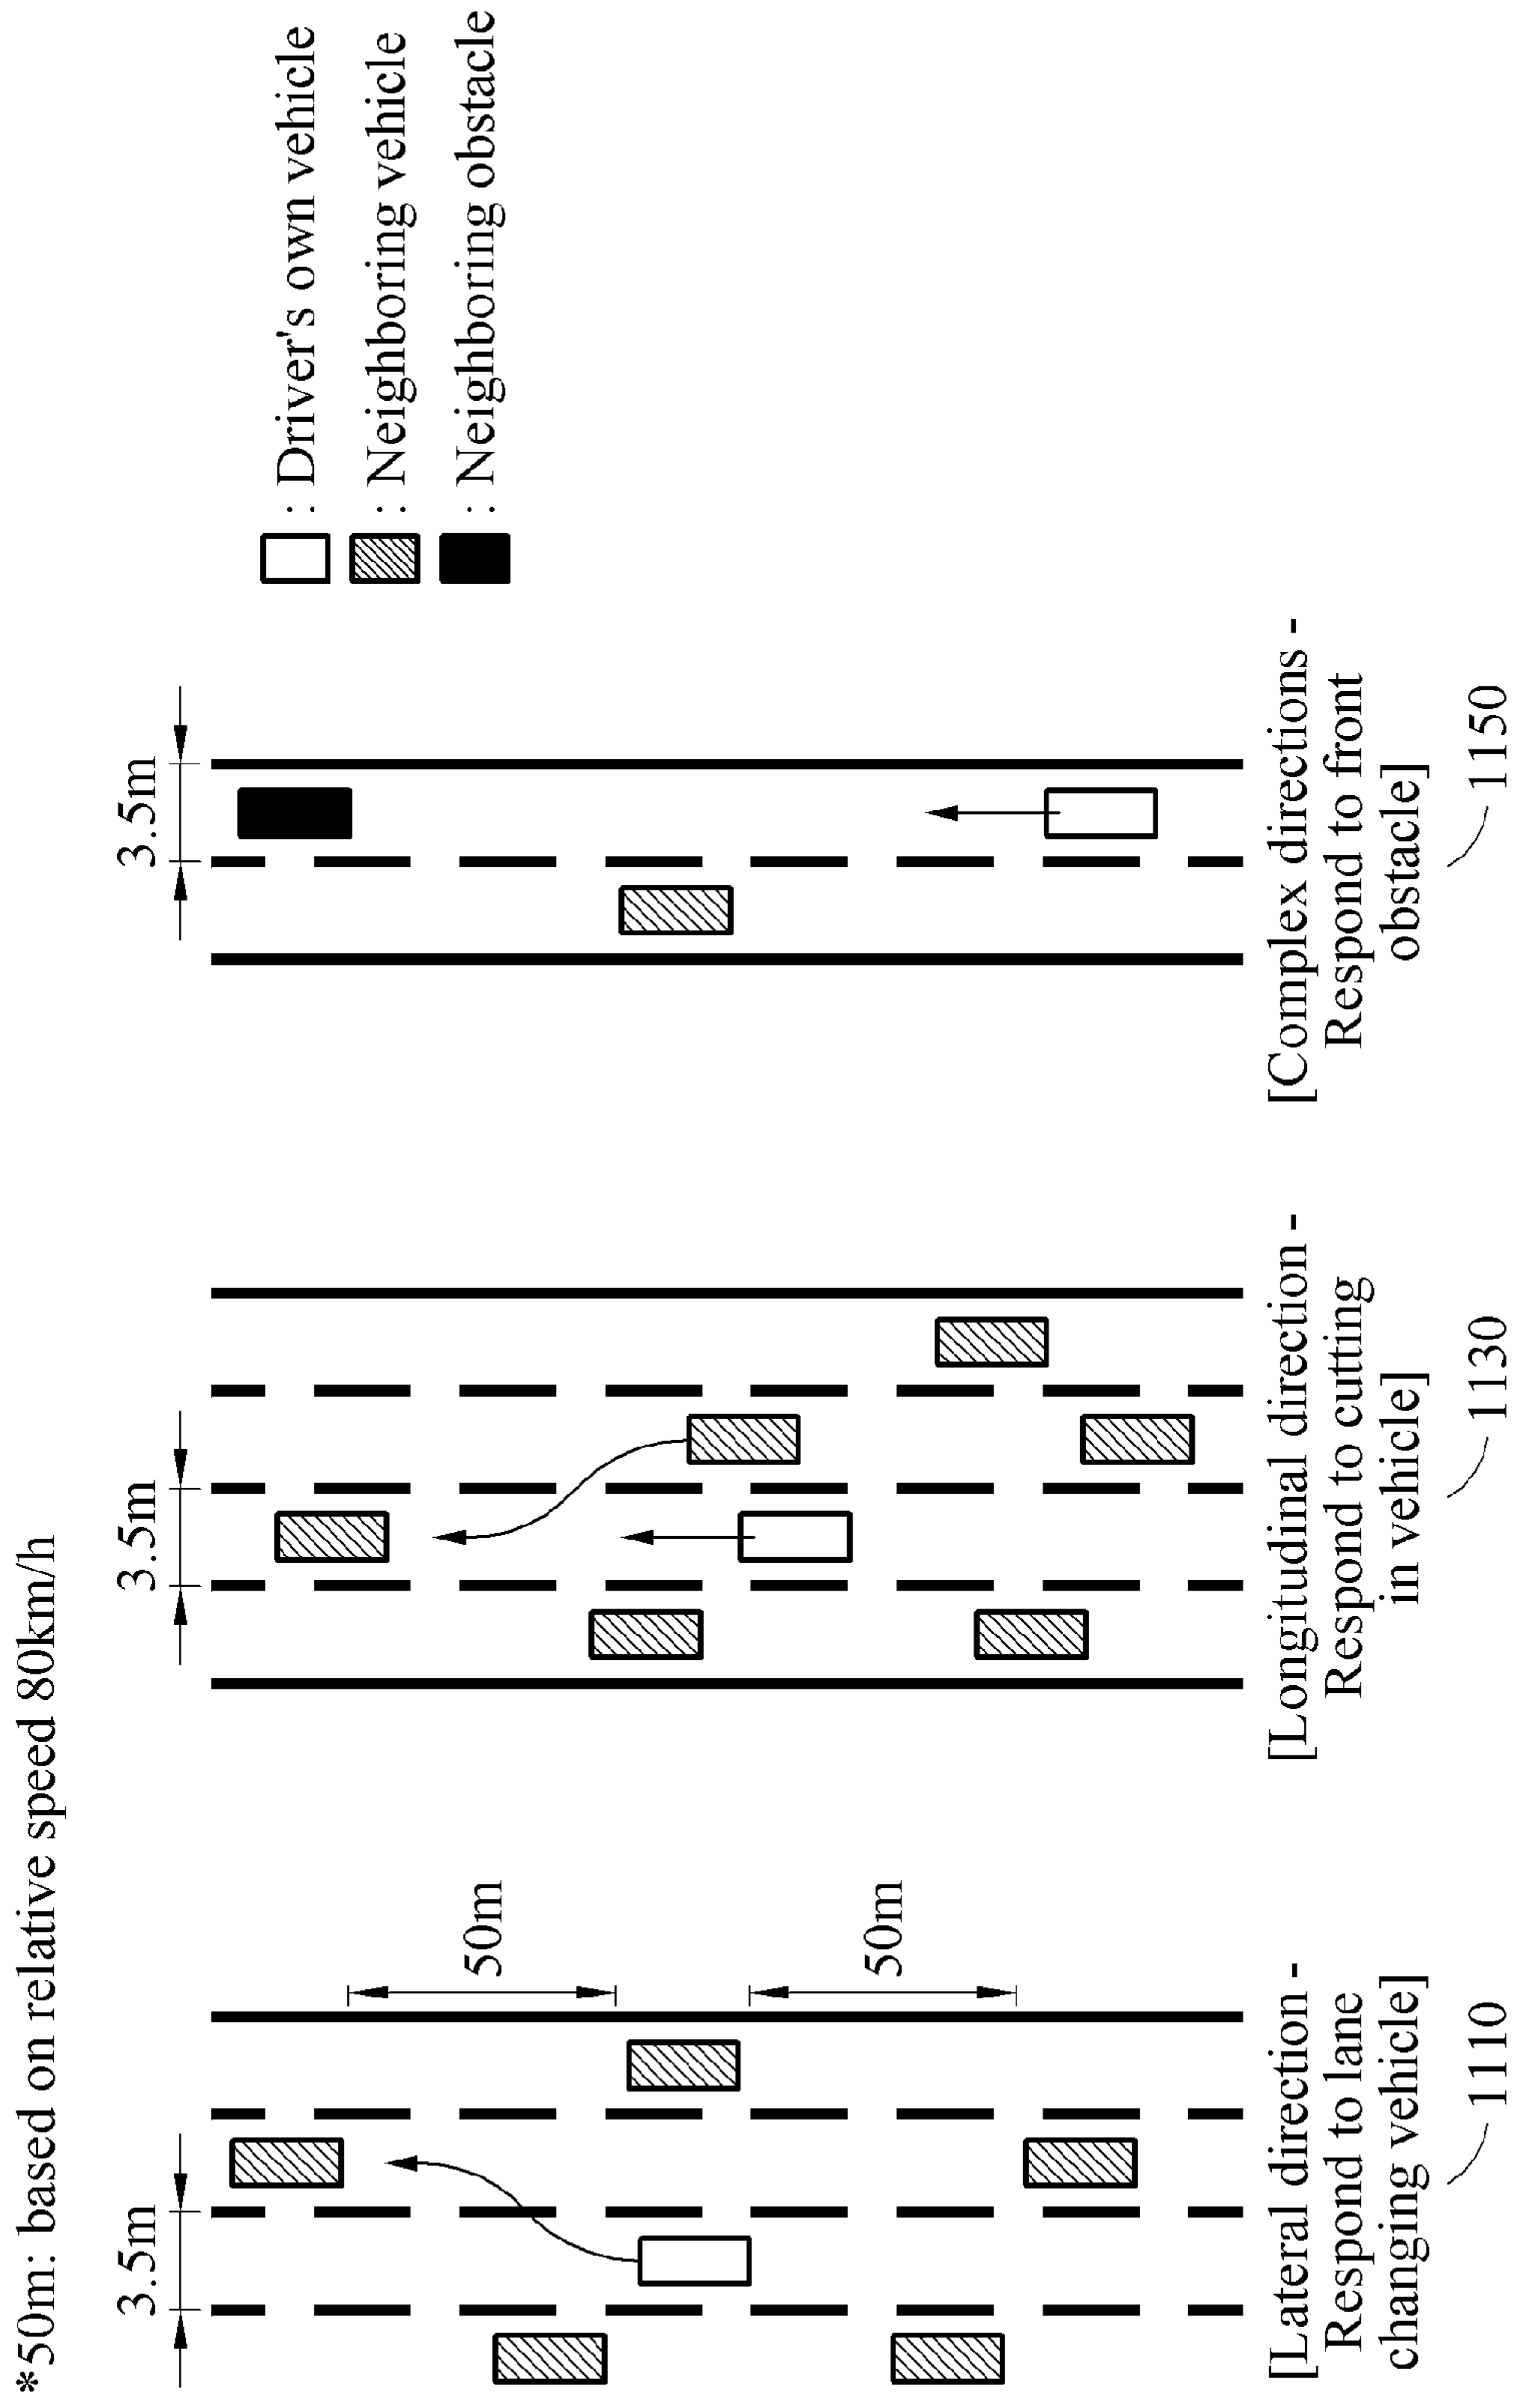 *50m: based on relative speed 80km/h
3.5m
3.5m
3.5m
: Driver's own vehicle
: Neighboring vehicle
: Neighboring obstacle
50m
50m
[Lateral direction -
Respond to lane
changing vehicle]
1110
[Longitudinal direction -
Respond to cutting
in vehicle]
1130
[Complex directions -
Respond to front
obstacle]
1150